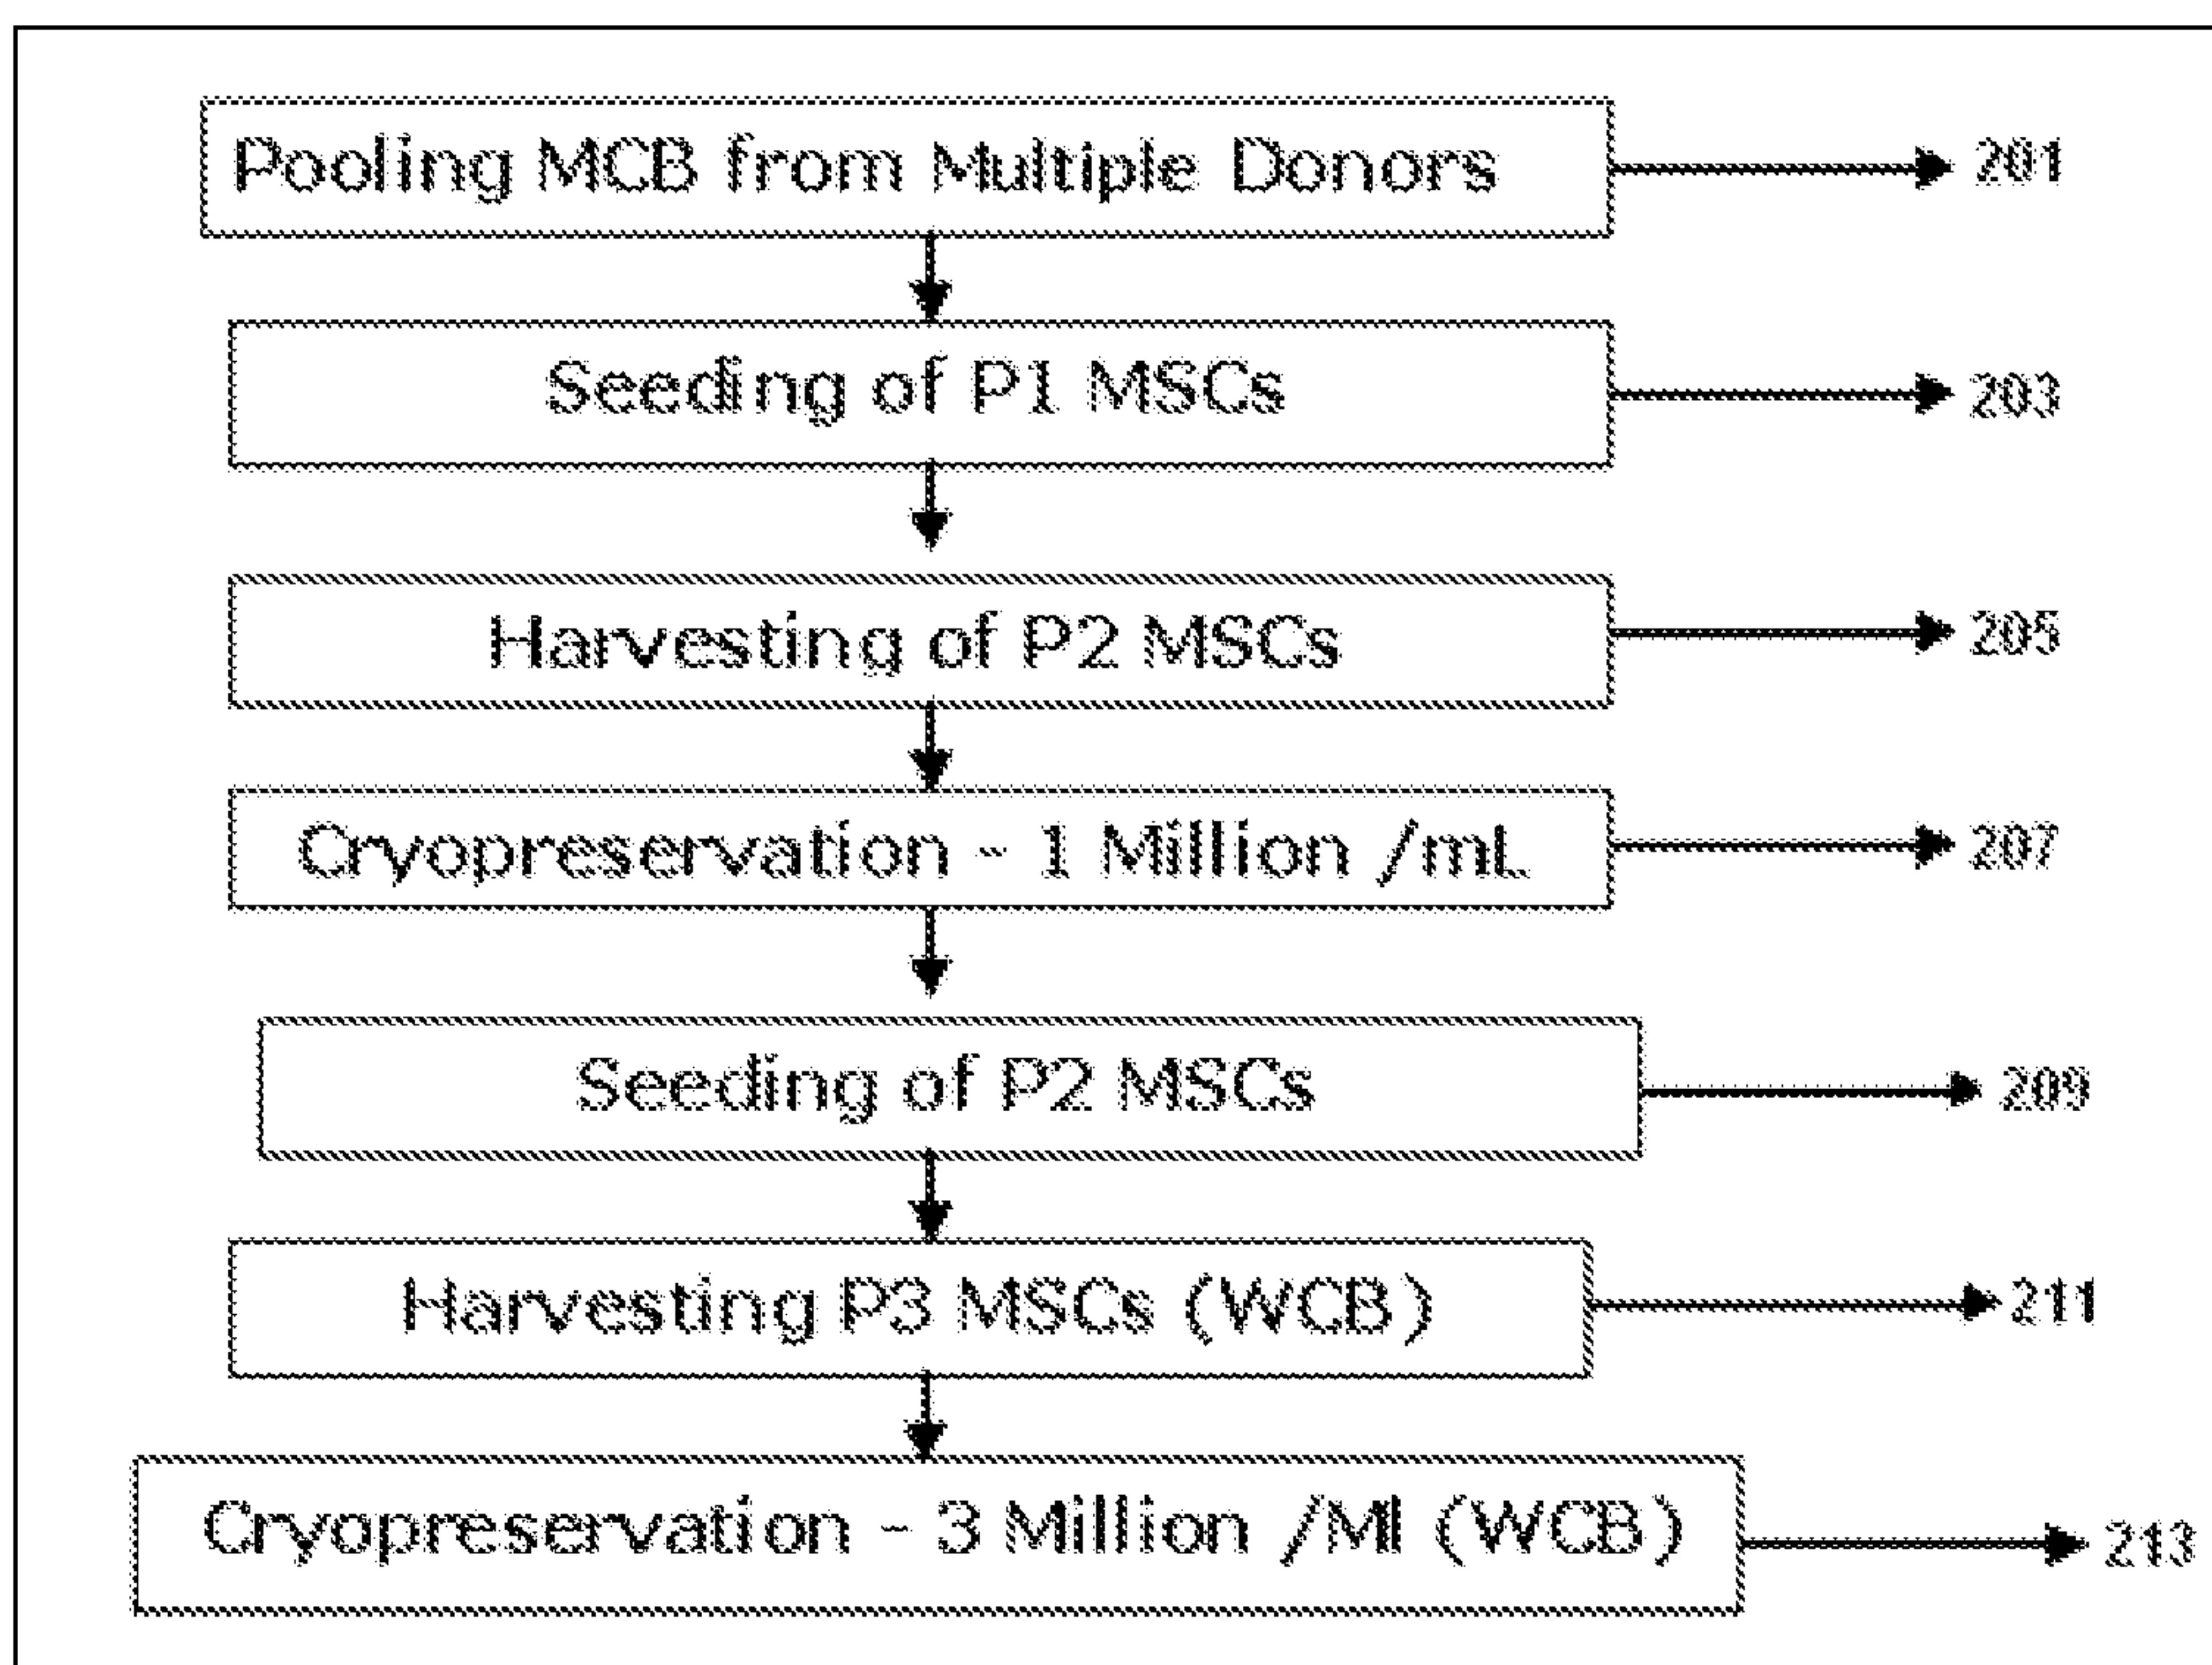 Pooling MCB from Multiple Donors 201
Seeding of P1 MSCs 203
Harvesting of P2 MSCs 205
Cryopreservation - 1 Million /mL 207
Seeding of P2 MSCs 209
Harvesting P3 MSCs (WCB) 211
Cryopreservation - 3 Million /Ml (WCB) 213